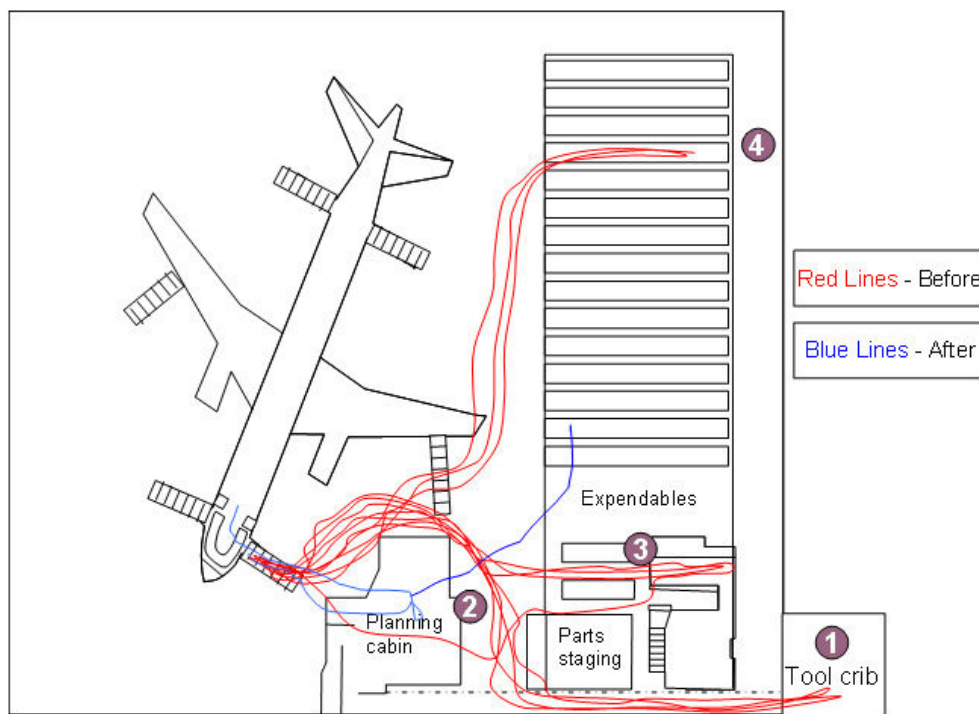 4
Red Lines - Before
Blue Lines - After
Expendables
3
2
Planning
cabin
Parts
staging
1
Tool crib